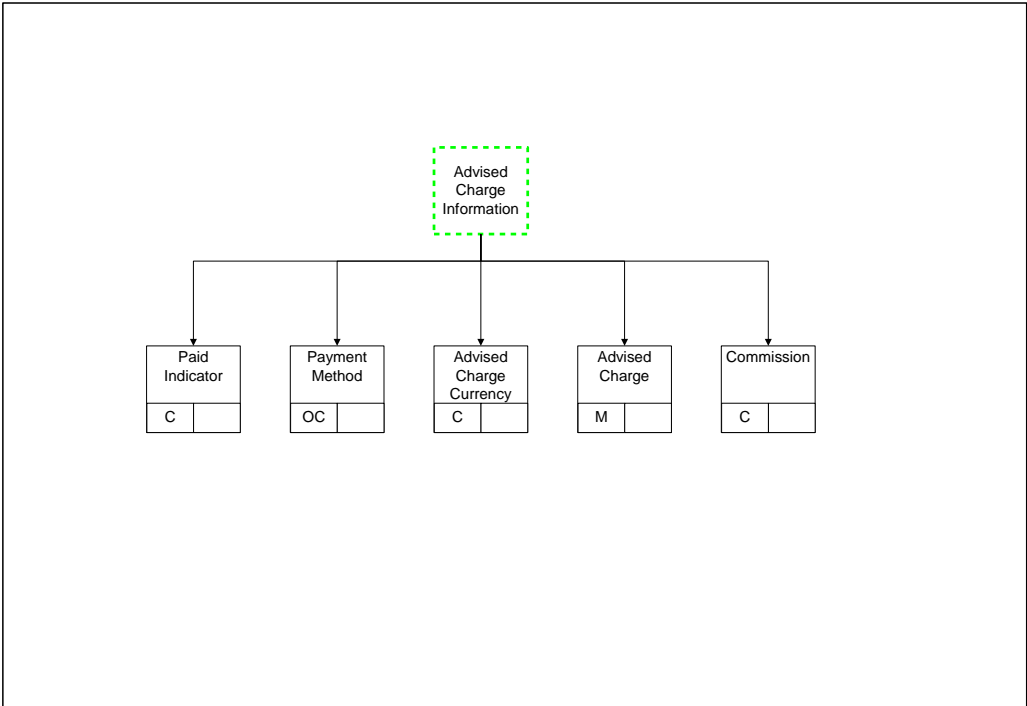 Advised
Charge
Information
Paid
Indicator
C
Payment
Method
OC
Advised
Charge
Currency
C
Advised
Charge
M
Commission
C